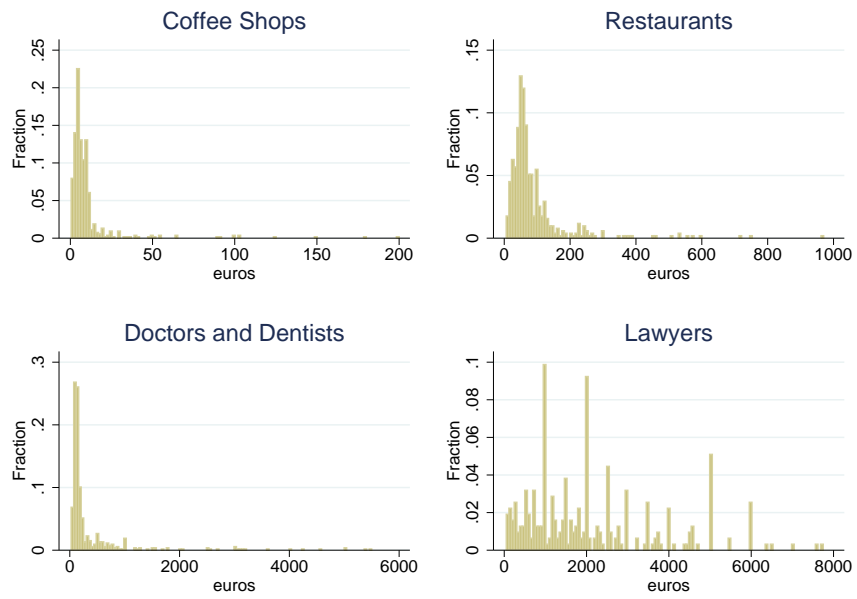 Coffee Shops
Fraction
0 .05 .1 .15 .2 .25
0 50 100 150 200
euros
Restaurants
Fraction
0 .05 .1 .15
0 200 400 600 800 1000
euros
Doctors and Dentists
Fraction
0 .1 .2 .3
0 2000 4000 6000
euros
Lawyers
Fraction
0 .02 .04 .06 .08 .1
0 2000 4000 6000 8000
euros